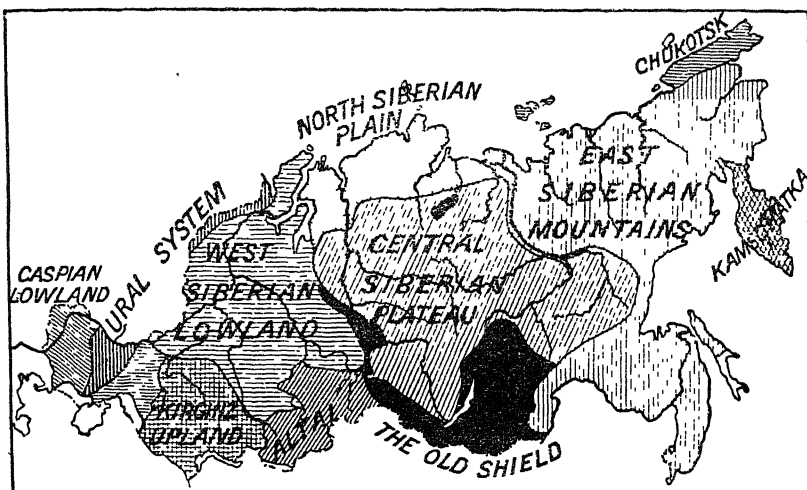 CHUKOTSK
NORTH SIBERIAN
PLAIN
EAST
SIBERIAN
MOUNTAINS
KAMSCHATKA
URAL SYSTEM
WEST
SIBERIAN
LOWLAND
CENTRAL
SIBERIAN
PLATEAU
CASPIAN
LOWLAND
KIRGHIZ
UPLAND
ALTAI
THE OLD SHIELD